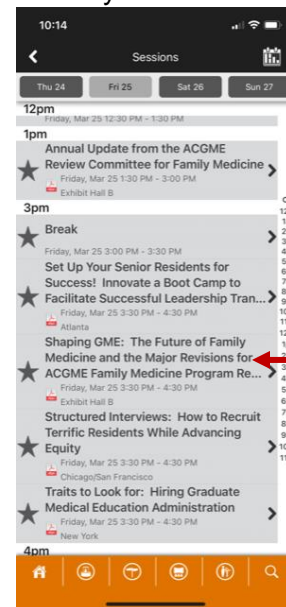 10:14
Sessions
Thu 24
Fri 25
Sat 26
Sun 27
12pm
Friday, Mar 25 12:30 PM - 1:30 PM
1pm
Annual Update from the ACGME
Review Committee for Family Medicine
Friday, Mar 25 1:30 PM - 3:00 PM
Exhibit Hall B
3pm
Break
Friday, Mar 25 3:00 PM - 3:30 PM
Set Up Your Senior Residents for
Success! Innovate a Boot Camp to
Facilitate Successful Leadership Tran...
Friday, Mar 25 3:30 PM - 4:30 PM
Atlanta
Shaping GME: The Future of Family
Medicine and the Major Revisions for
ACGME Family Medicine Program Re...
Friday, Mar 25 3:30 PM - 4:30 PM
Exhibit Hall B
Structured Interviews: How to Recruit
Terrific Residents While Advancing
Equity
Friday, Mar 25 3:30 PM - 4:30 PM
Chicago/San Francisco
Traits to Look for: Hiring Graduate
Medical Education Administration
Friday, Mar 25 3:30 PM - 4:30 PM
New York
4pm